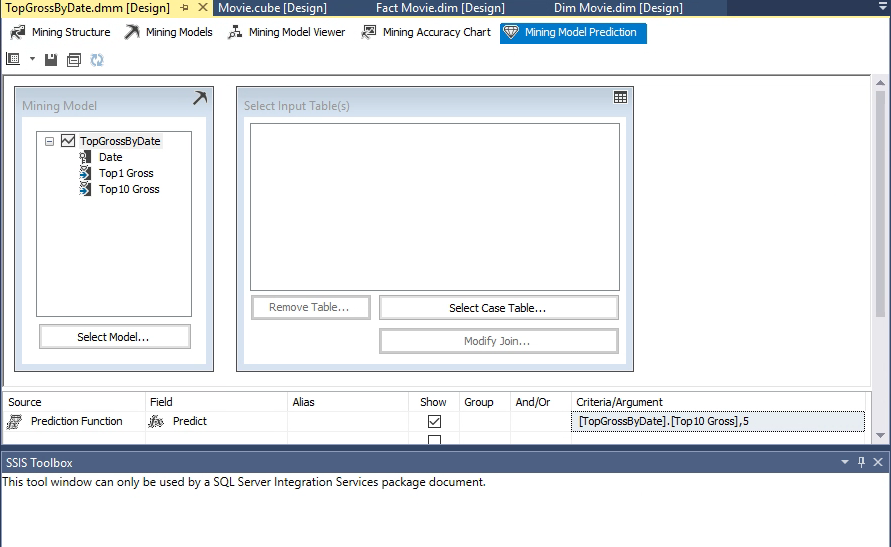 TopGrossByDate.dmm [Design] Movie.cube [Design] Fact Movie.dim [Design] Dim Movie.dim [Design]
Mining Structure Mining Models Mining Model Viewer Mining Accuracy Chart Mining Model Prediction
Mining Model
TopGrossByDate
Date
Top1 Gross
Top10 Gross
Select Model...
Select Input Table(s)
Remove Table... Select Case Table...
Modify Join...
Source Field Alias Show Group And/Or Criteria/Argument
Prediction Function Predict [TopGrossByDate].[Top10 Gross],5
SSIS Toolbox
This tool window can only be used by a SQL Server Integration Services package document.